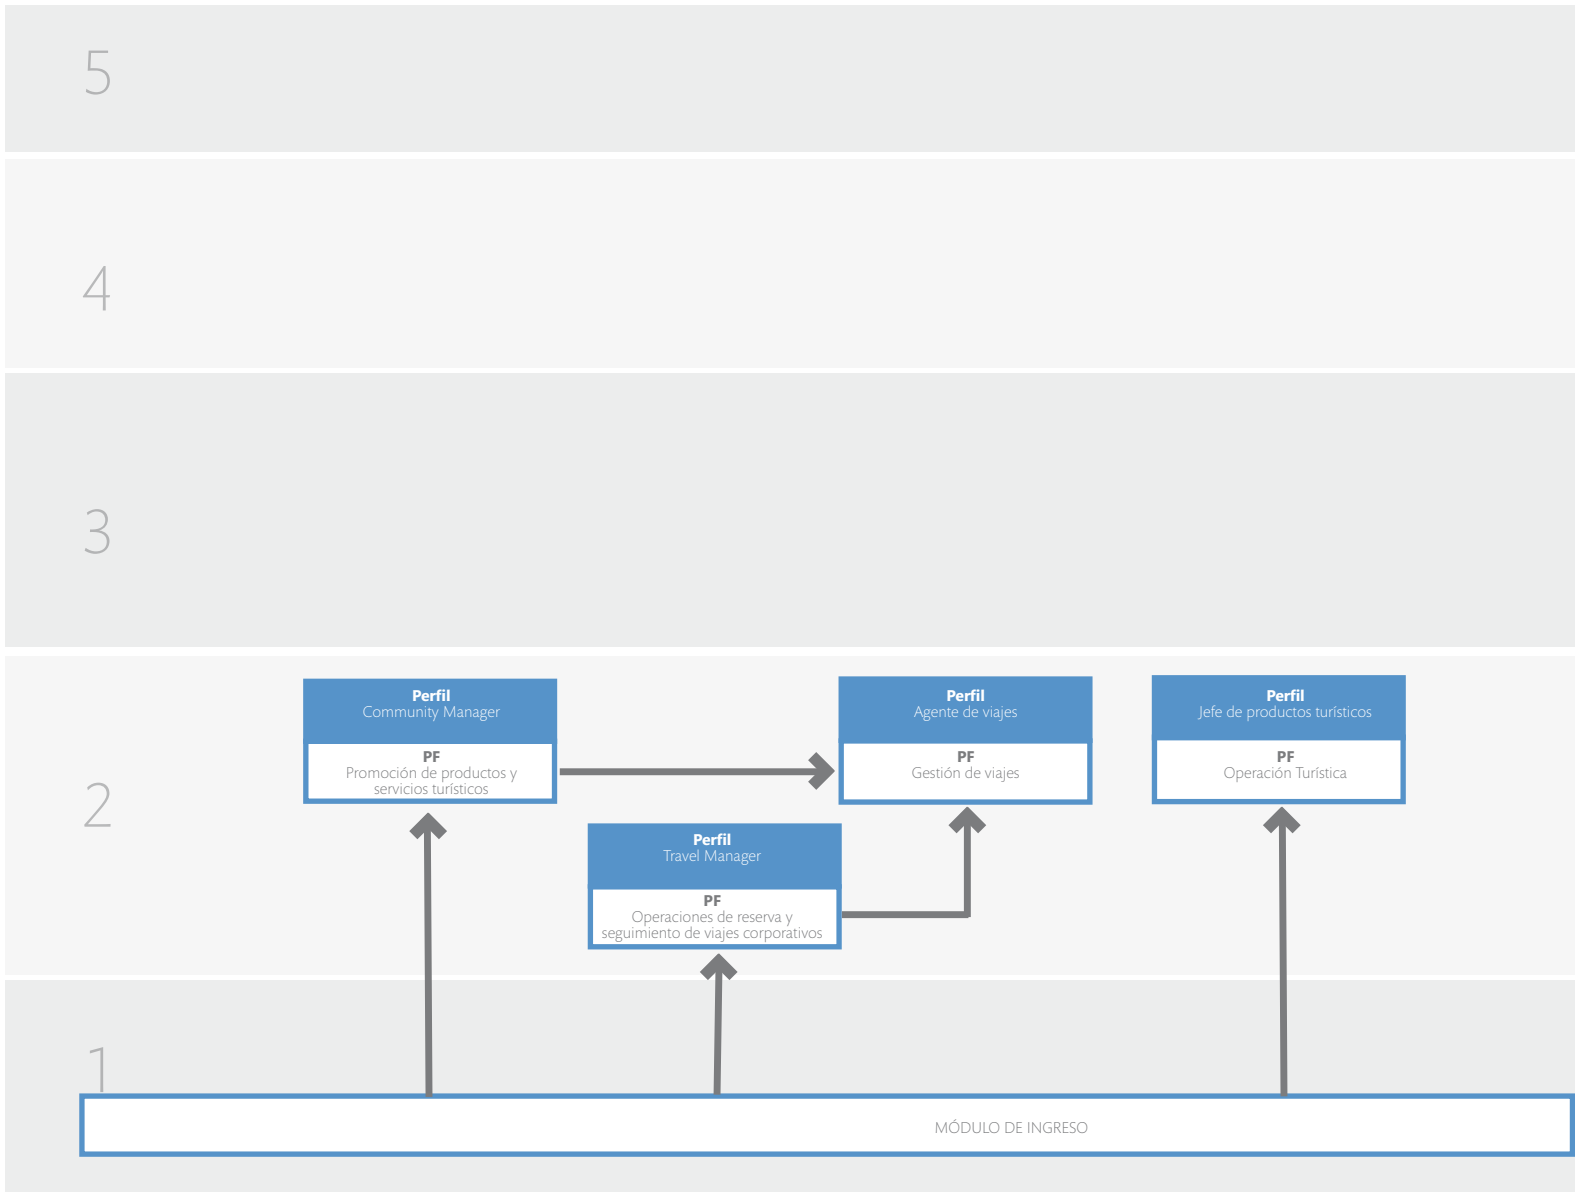 5
4
3
2
Perfil
Community Manager
PF
Promoción de productos y
servicios turísticos
Perfil
Agente de viajes
PF
Gestión de viajes
Perfil
Jefe de productos turísticos
PF
Operación Turística
Perfil
Travel Manager
PF
Operaciones de reserva y
seguimiento de viajes corporativos
1
MÓDULO DE INGRESO